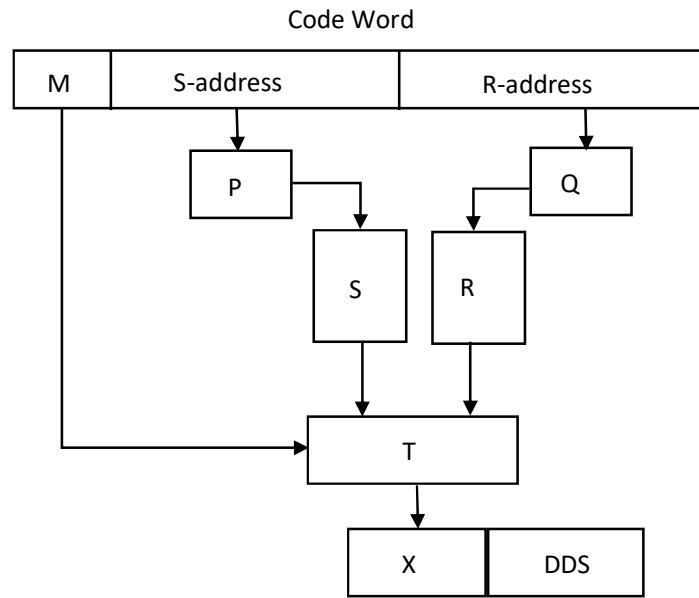 Code Word
M S-address R-address
P Q
S R
T
X DDS